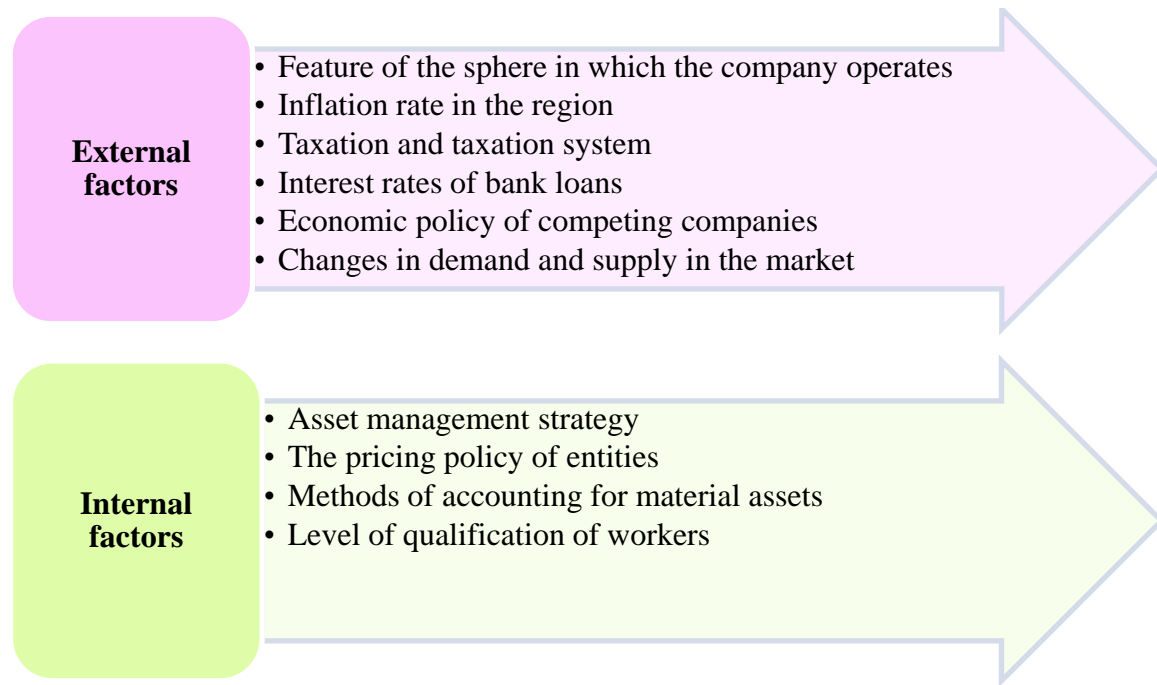 External
factors
• Feature of the sphere in which the company operates
• Inflation rate in the region
• Taxation and taxation system
• Interest rates of bank loans
• Economic policy of competing companies
• Changes in demand and supply in the market
Internal
factors
• Asset management strategy
• The pricing policy of entities
• Methods of accounting for material assets
• Level of qualification of workers